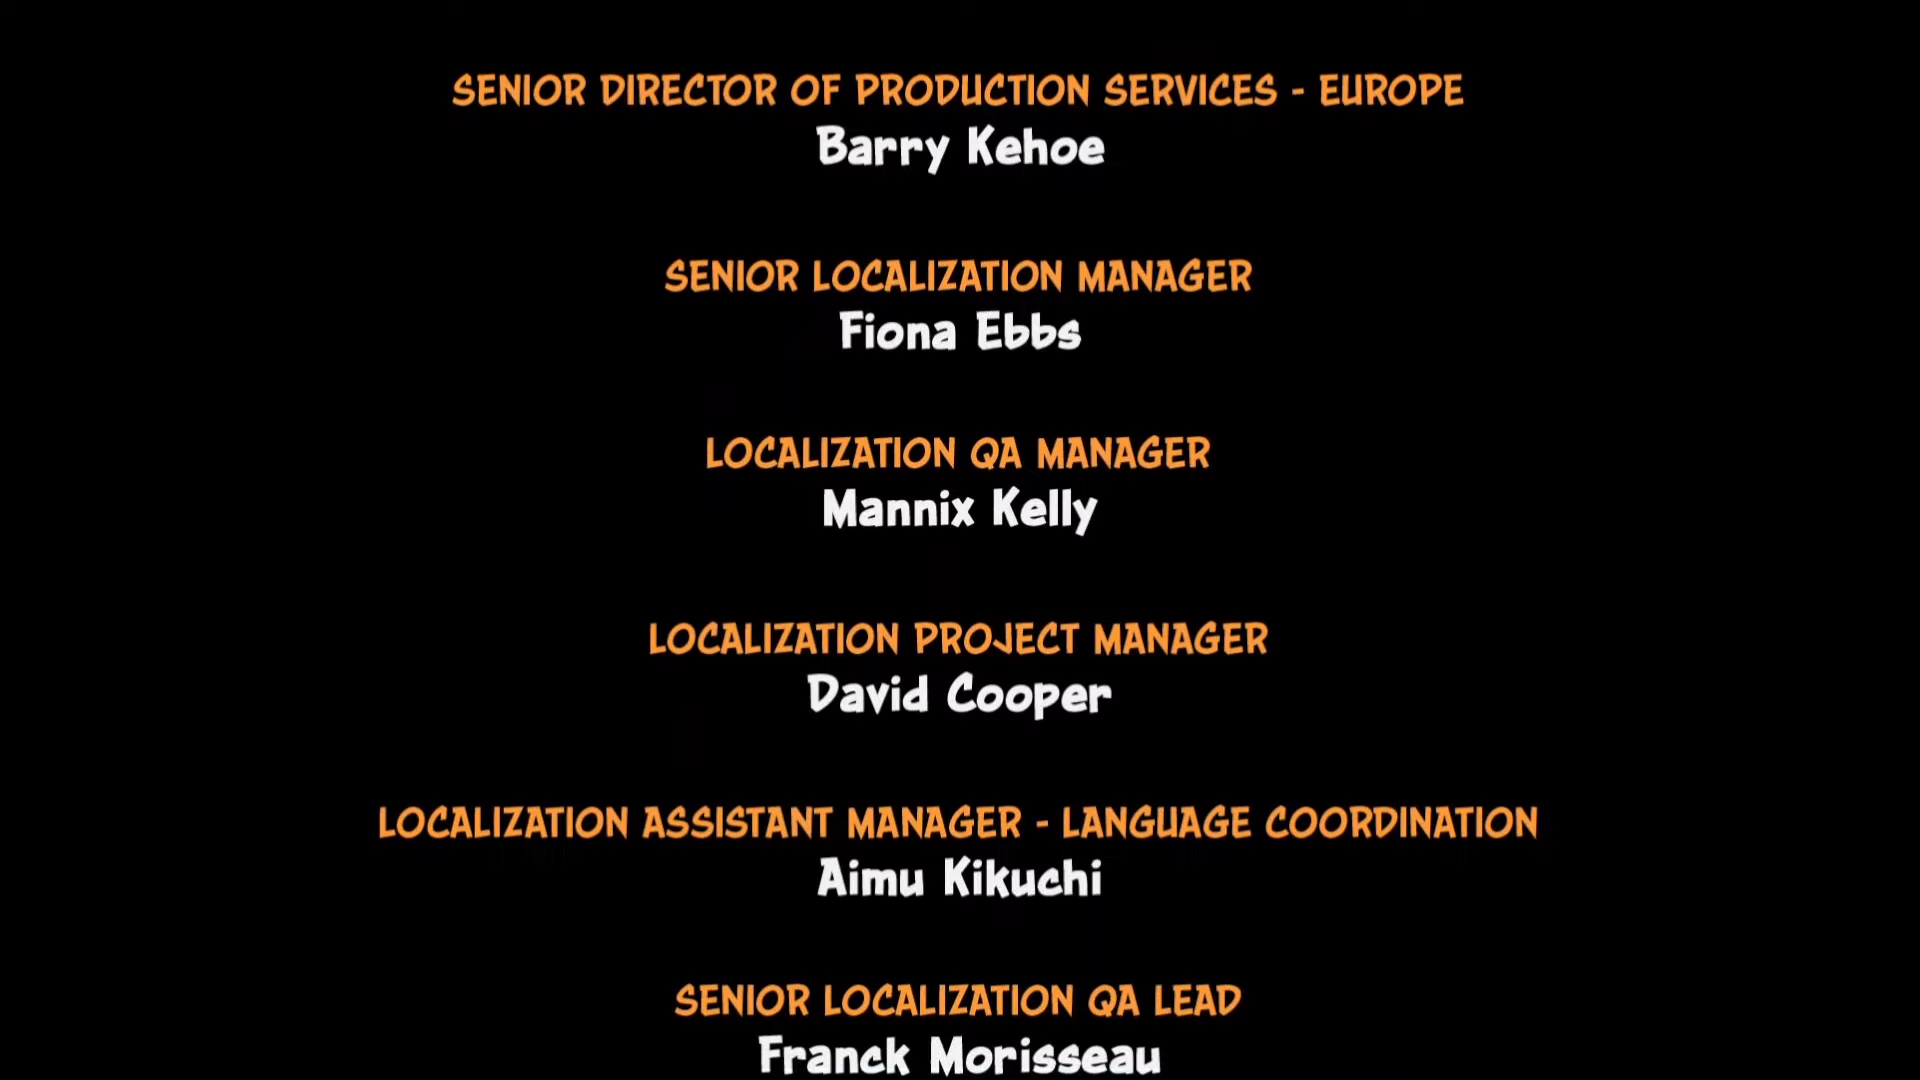 SENIOR DIRECTOR OF PRODUCTION SERVICES - EUROPE
Barry Kehoe
SENIOR LOCALIZATION MANAGER
Fiona Ebbs
LOCALIZATION QA MANAGER
Mannix Kelly
LOCALIZATION PROJECT MANAGER
David Cooper
LOCALIZATION ASSISTANT MANAGER - LANGUAGE COORDINATION
Aimu Kikuchi
SENIOR LOCALIZATION QA LEAD
Franck Morisseau